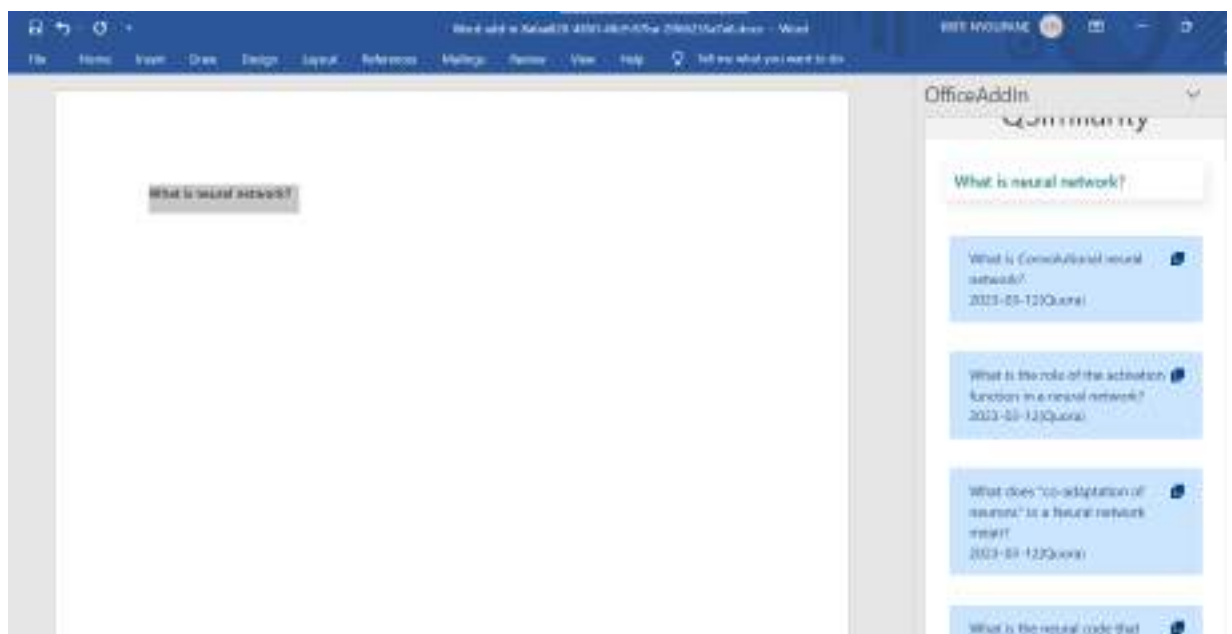 Word
File Home Insert Draw Design Layout References Mailings Review View Help Tell me what you want to do
OfficeAddIn
QSimilarity
What is neural network?
What is neural network?
What is Convolutional neural
network?
2023-03-12(Quora)
What is the role of the activation
function in a neural network?
2023-03-12(Quora)
What does "co-adaptation of
neurons" in a Neural network
mean?
2023-03-12(Quora)
What is the neural code that